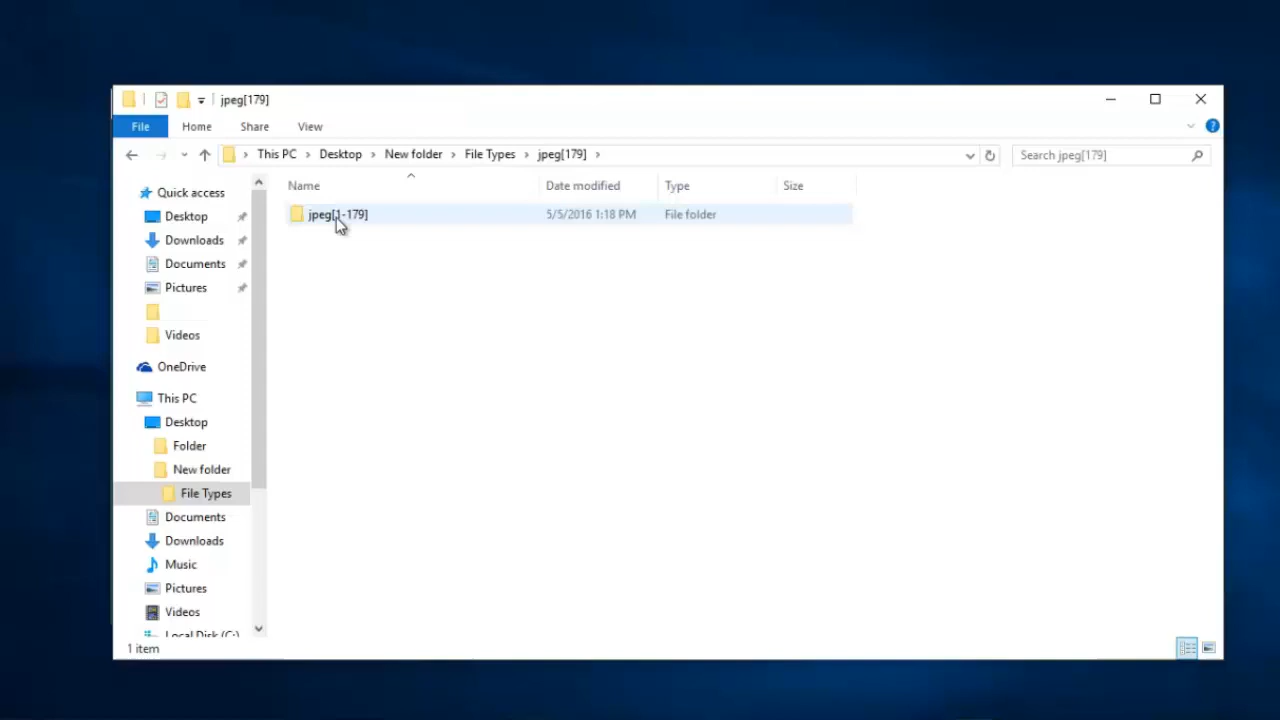 jpeg[179]
File Home Share View
This PC > Desktop > New folder > File Types > jpeg[179] >
Search jpeg[179]
Name Date modified Type Size
jpeg[1-179] 5/5/2016 1:18 PM File folder
Quick access
Desktop
Downloads
Documents
Pictures
Videos
OneDrive
This PC
Desktop
Folder
New folder
File Types
Documents
Downloads
Music
Pictures
Videos
Local Disk (C:)
1 item